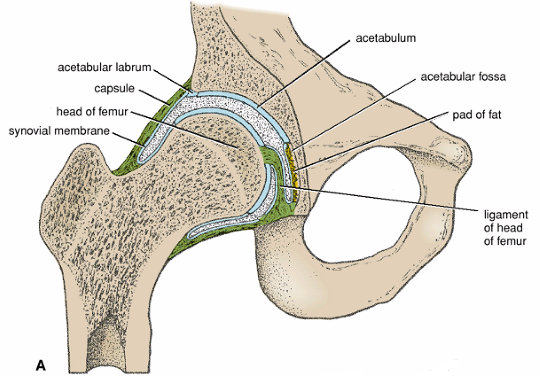 acetabulum
acetabular labrum
acetabular fossa
capsule
head of femur
pad of fat
synovial membrane
ligament
of head
of femur
A